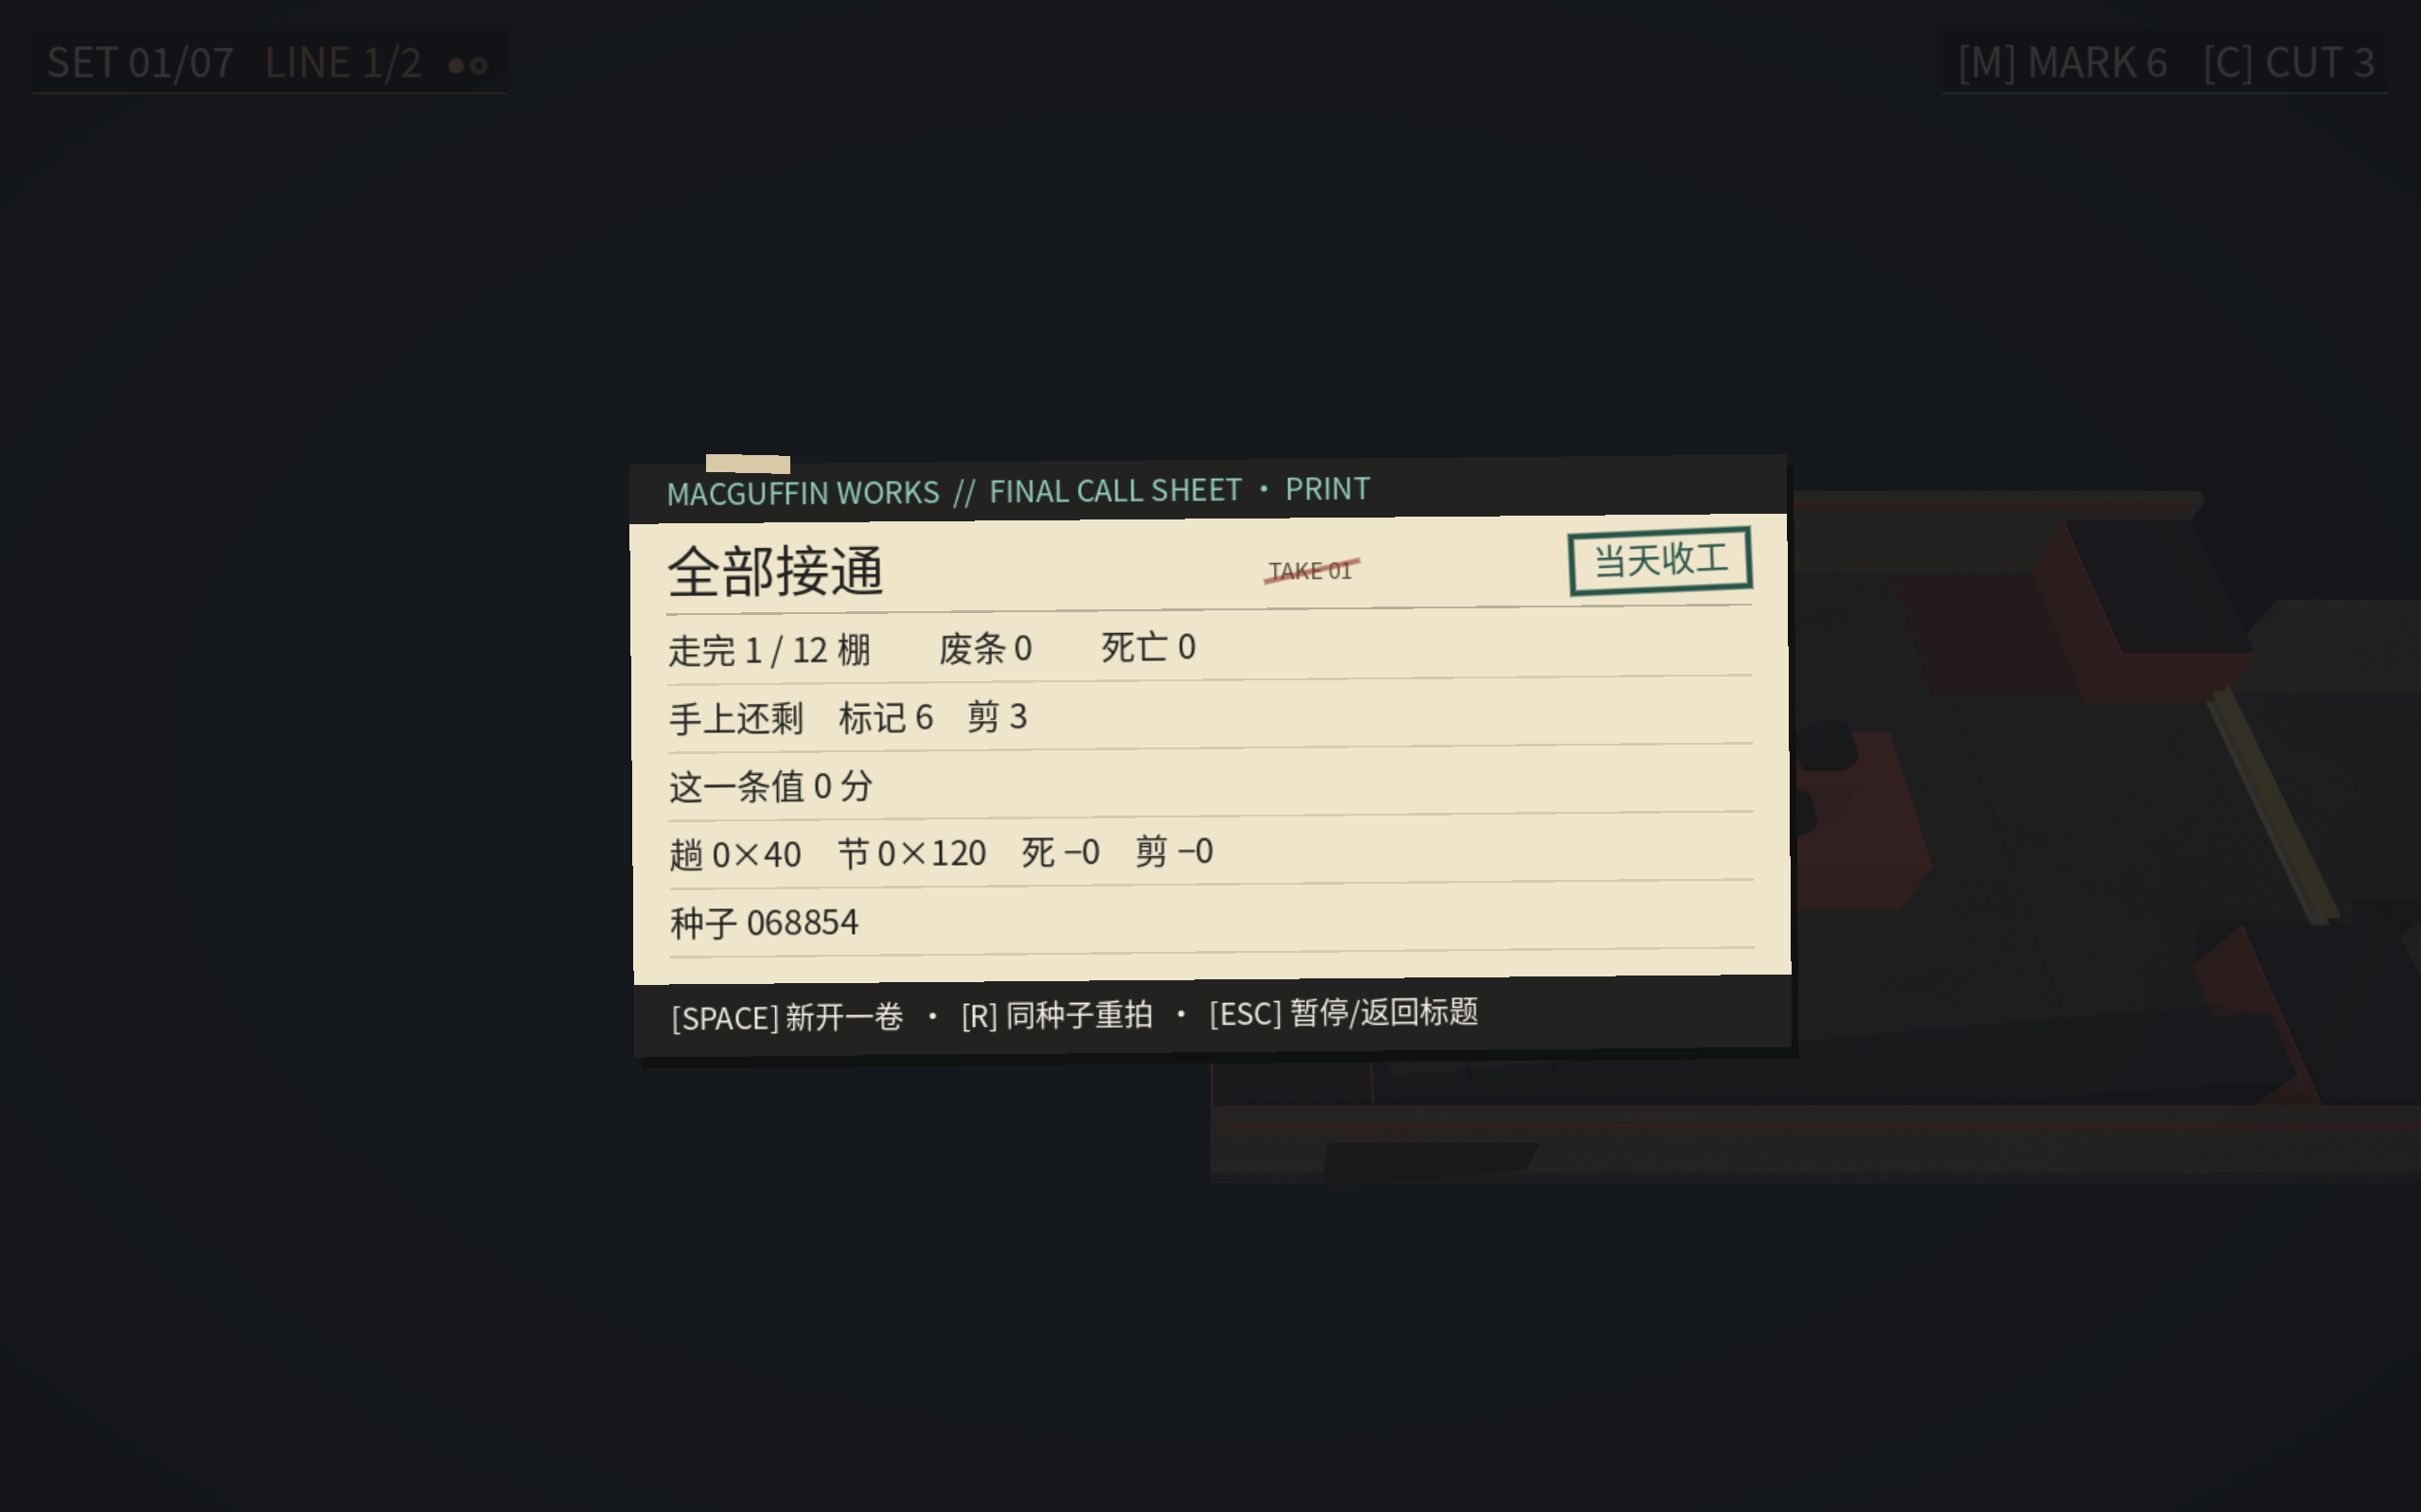 SET 01/07 LINE 1/2
[M] MARK 6 [C] CUT 3
MACGUFFIN WORKS // FINAL CALL SHEET · PRINT
全部接通
TAKE 01
当天收工
走完 1 / 12 棚 废条 0 死亡 0
手上还剩 标记 6 剪 3
这一条值 0 分
趟 0×40 节 0×120 死 −0 剪 −0
种子 068854
[SPACE] 新开一卷 · [R] 同种子重拍 · [ESC] 暂停/返回标题